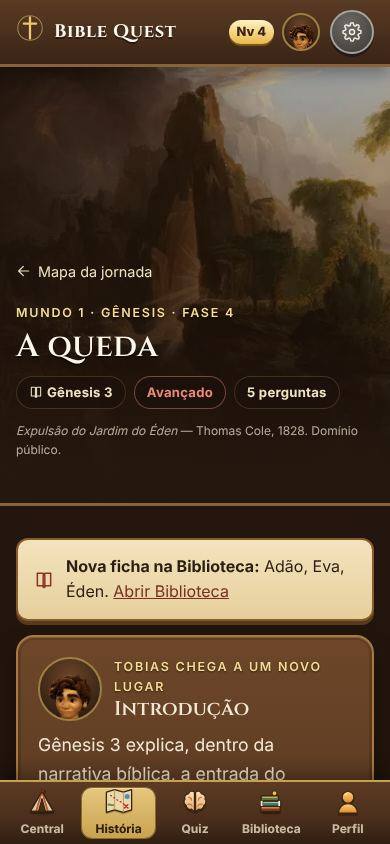 Bible Quest
Nv 4
← Mapa da jornada
MUNDO 1 · GÊNESIS · FASE 4
A QUEDA
Gênesis 3
Avançado
5 perguntas
Expulsão do Jardim do Éden — Thomas Cole, 1828. Domínio
público.
Nova ficha na Biblioteca: Adão, Eva,
Éden. Abrir Biblioteca
TOBIAS CHEGA A UM NOVO
LUGAR
Introdução
Gênesis 3 explica, dentro da
narrativa bíblica, a entrada do
Central
História
Quiz
Biblioteca
Perfil